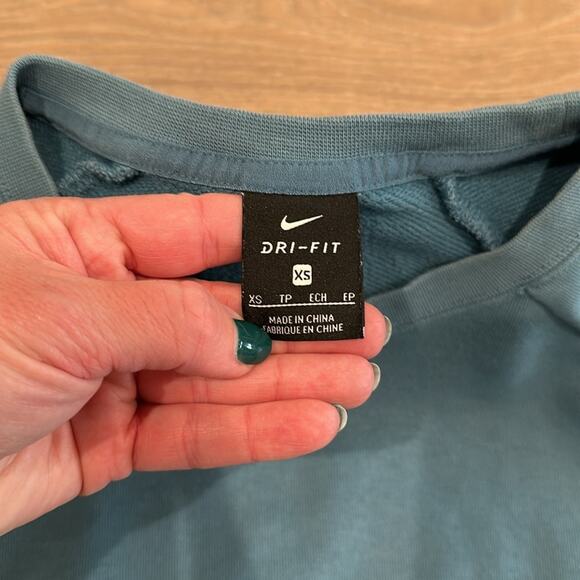 DRI-FIT
XS
XS TP ECH EP
MADE IN CHINA
FABRIQUE EN CHINE